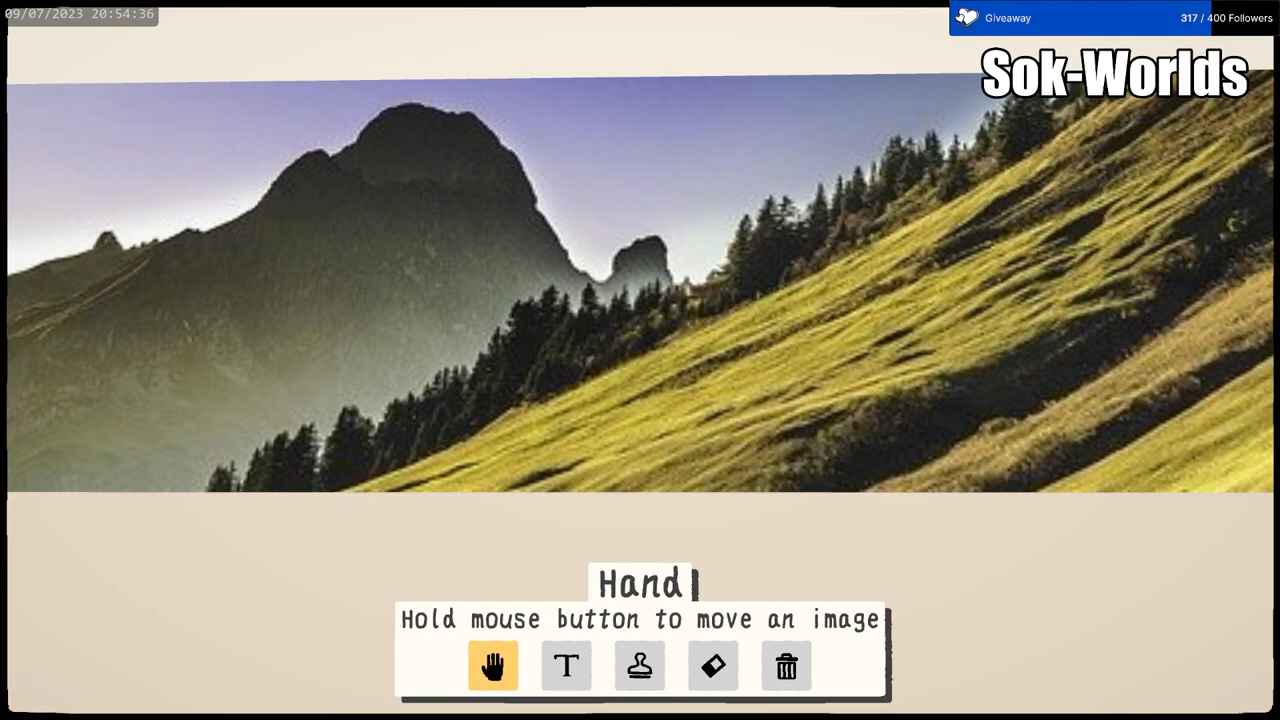 09/07/2023 20:54:36
Giveaway
317 / 400 Followers
Sok-Worlds
Hand
Hold mouse button to move an image
T